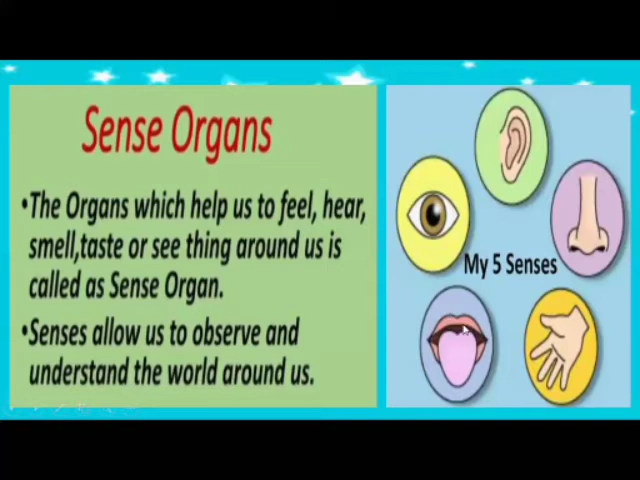 Sense Organs
•The Organs which help us to feel, hear,
smell,taste or see thing around us is
called as Sense Organ.
•Senses allow us to observe and
understand the world around us.
My 5 Senses